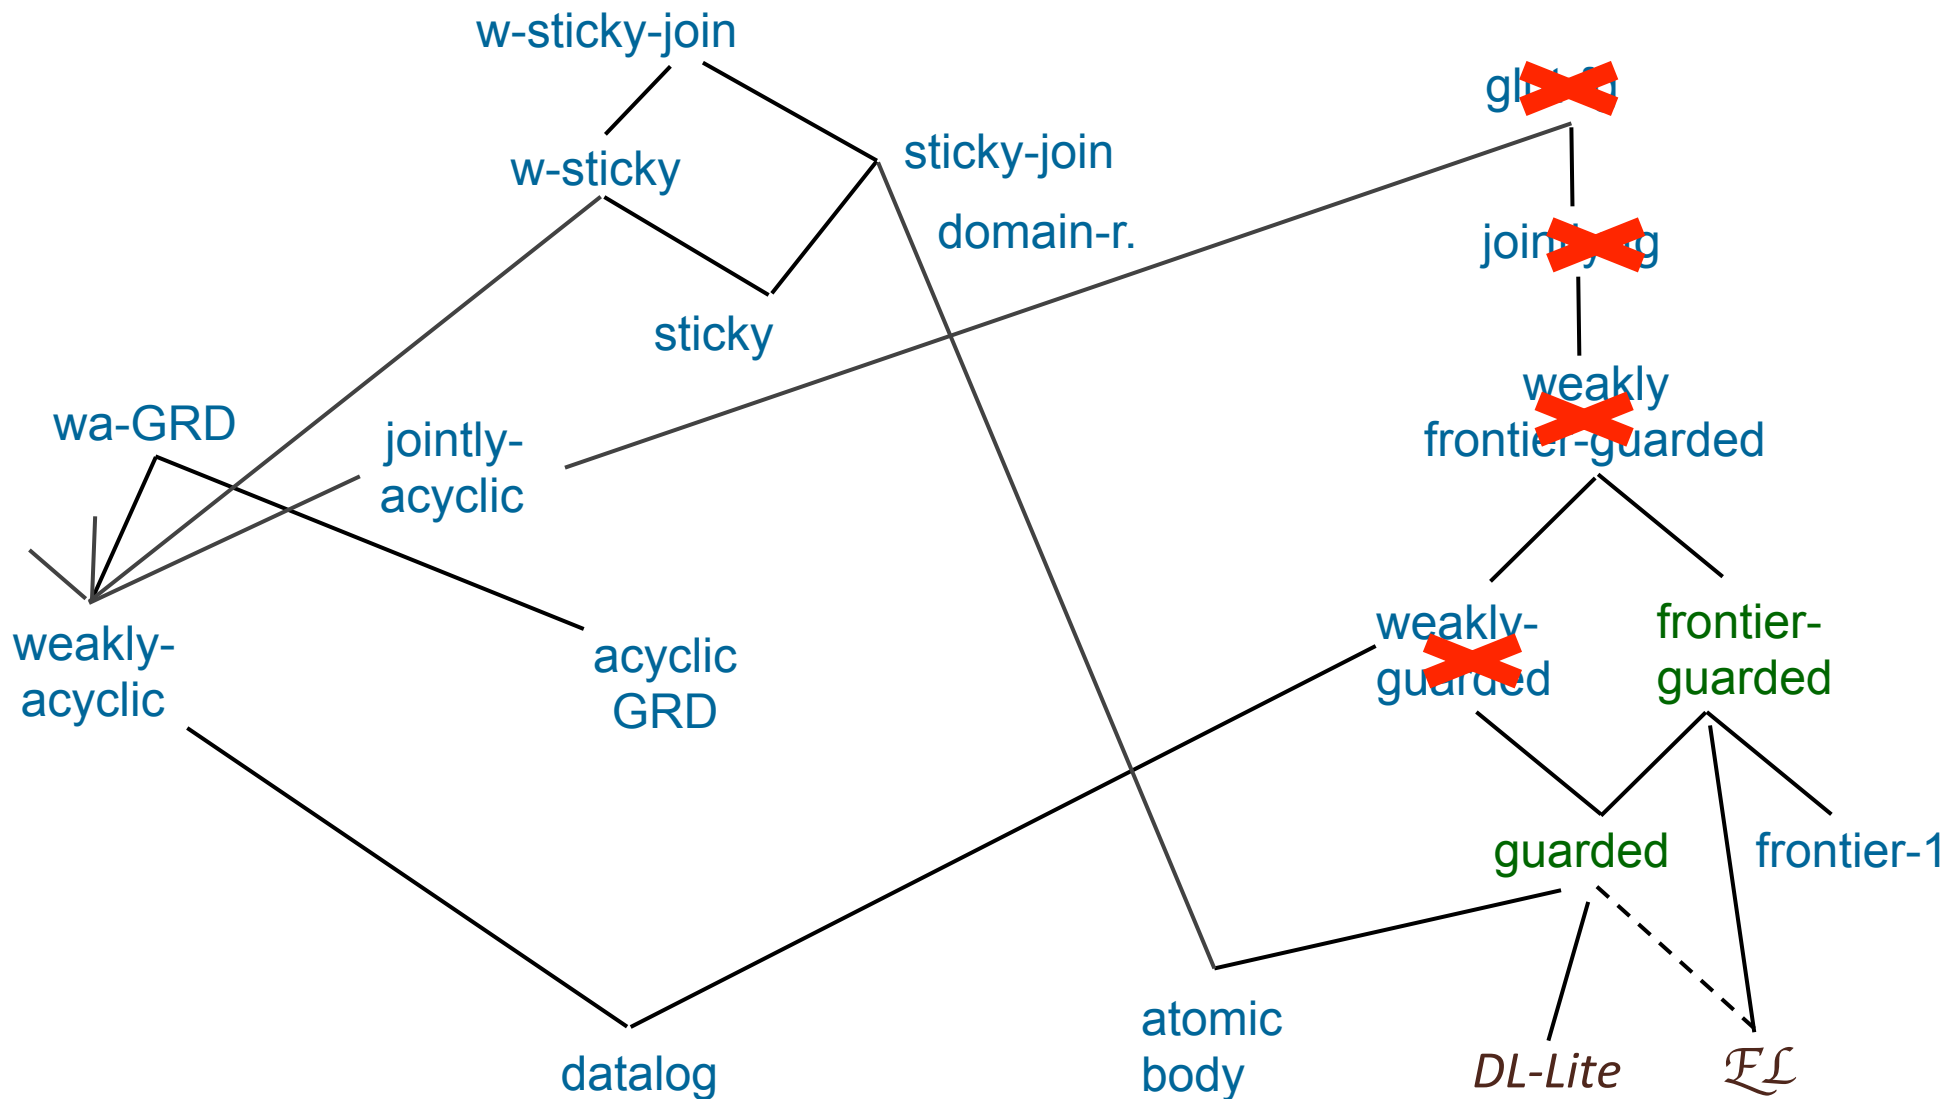 w-sticky-join
w-sticky
sticky-join
domain-r.
sticky
weakly
frontier-guarded
wa-GRD
jointly-
acyclic
weakly-
guarded
frontier-
guarded
weakly-
acyclic
acyclic
GRD
guarded
frontier-1
atomic
body
datalog
DL-Lite
EL